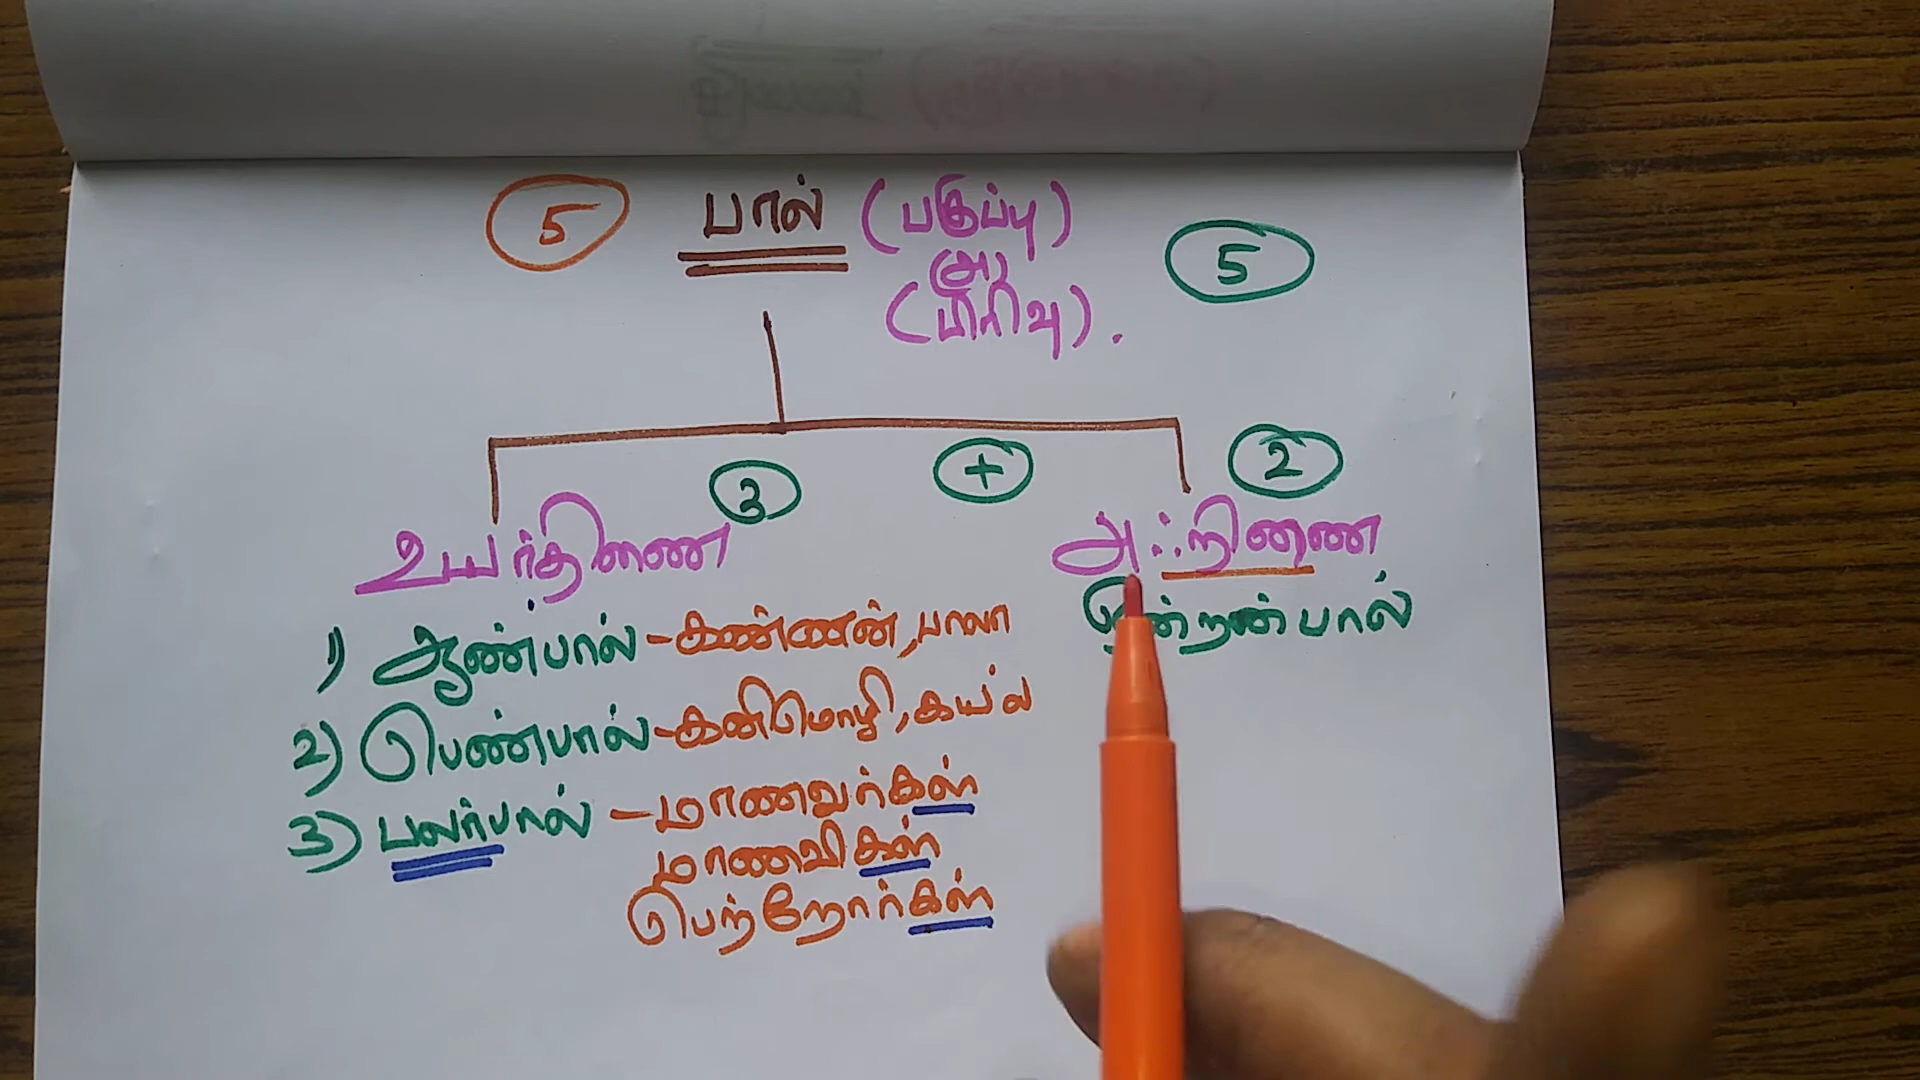 5 பால் (பகுப்பு) 5
(அ)
(பிரிவு).
3 + 2
உயர்திணை அஃறிணை
1) ஆண்பால் - கண்ணன், பாலா ஒன்றன்பால்
2) பெண்பால் - கனிமொழி, கயல்
3) பலர்பால் - மாணவர்கள்
மாணவிகள்
பெற்றோர்கள்